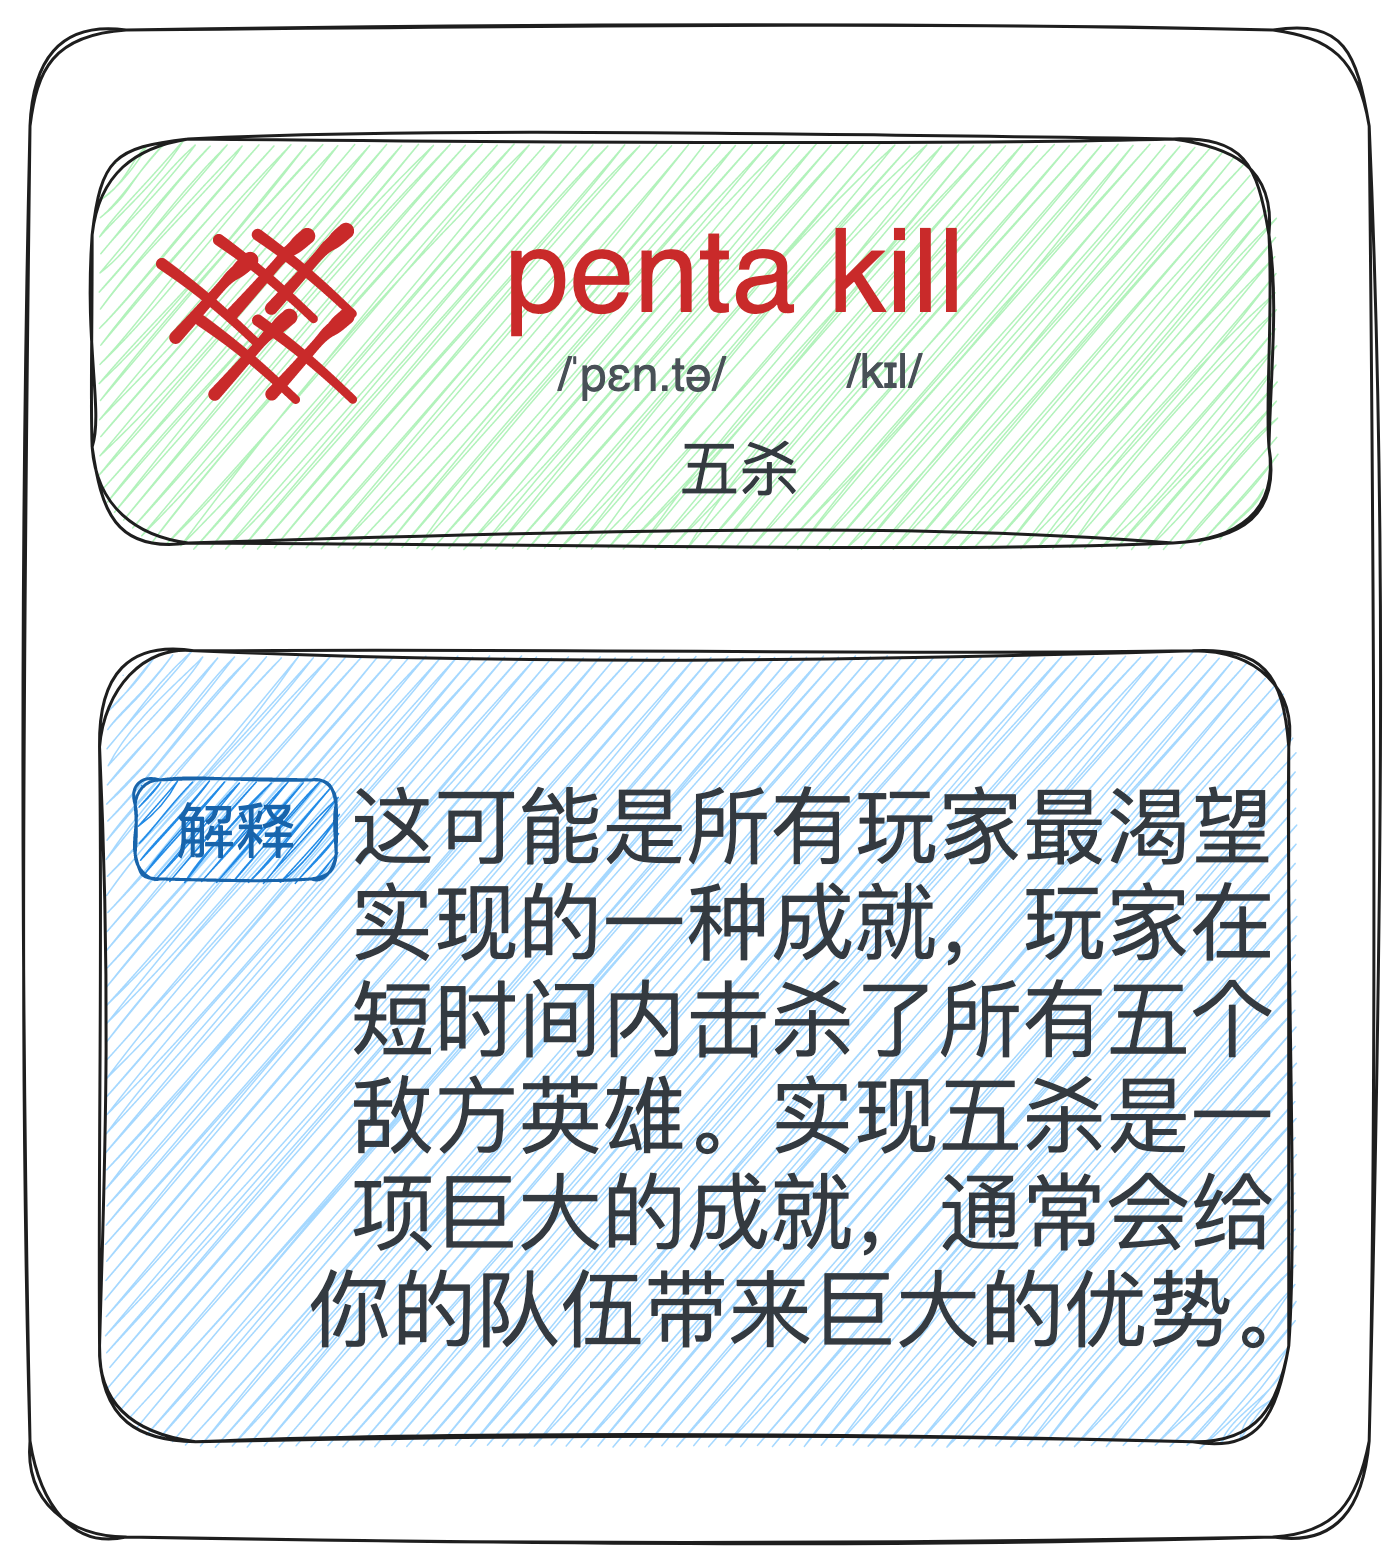 penta kill
/ˈpɛn.tə/ /kɪl/
五杀
解释
这可能是所有玩家最渴望
实现的一种成就，玩家在
短时间内击杀了所有五个
敌方英雄。实现五杀是一
项巨大的成就，通常会给
你的队伍带来巨大的优势。